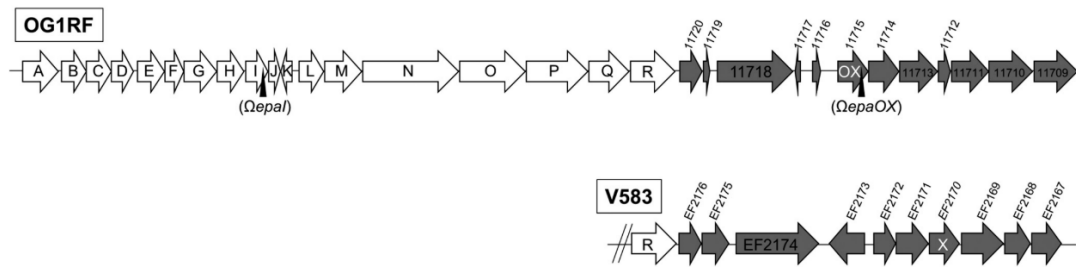 OG1RF
11720 11719 11717 11716 11715 11714 11712
A B C D E F G H I J K L M N O P Q R 11718 OX 11713 11711 11710 11709
(ΩepaI) (ΩepaOX)
V583
EF2176 EF2175 EF2173 EF2172 EF2171 EF2170 EF2169 EF2168 EF2167
R EF2174 X